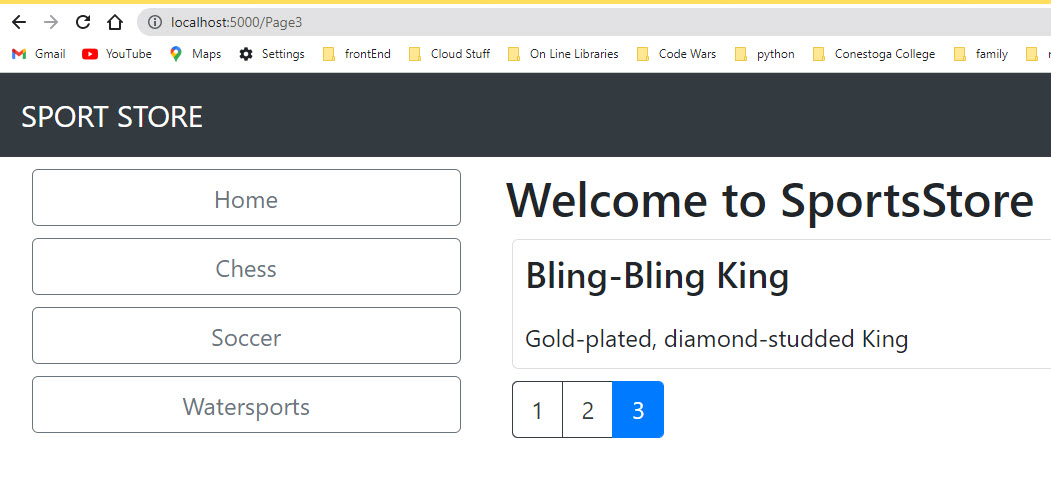 localhost:5000/Page3
Gmail YouTube Maps Settings frontEnd Cloud Stuff On Line Libraries Code Wars python Conestoga College family
SPORT STORE
Home
Chess
Soccer
Watersports
Welcome to SportsStore
Bling-Bling King
Gold-plated, diamond-studded King
1 2 3